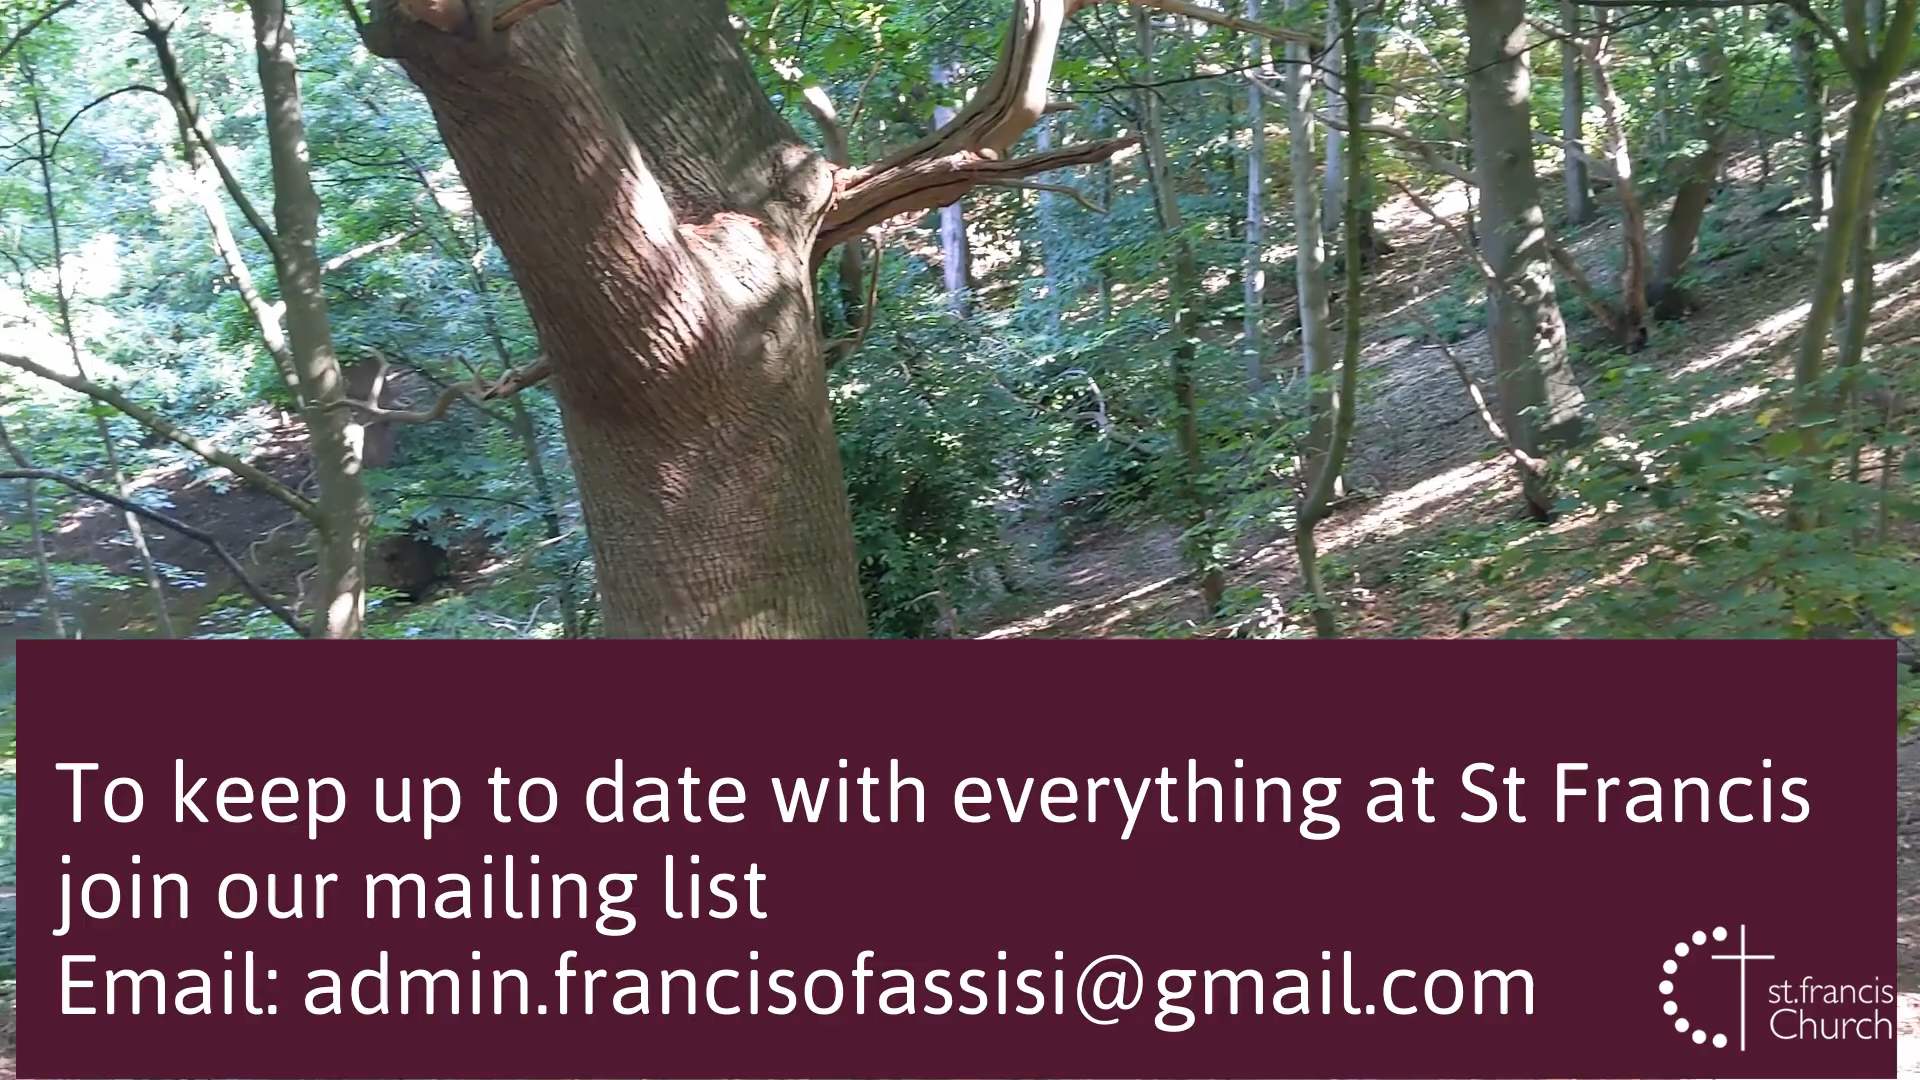 To keep up to date with everything at St Francis
join our mailing list
Email: admin.francisofassisi@gmail.com
st.francis
Church